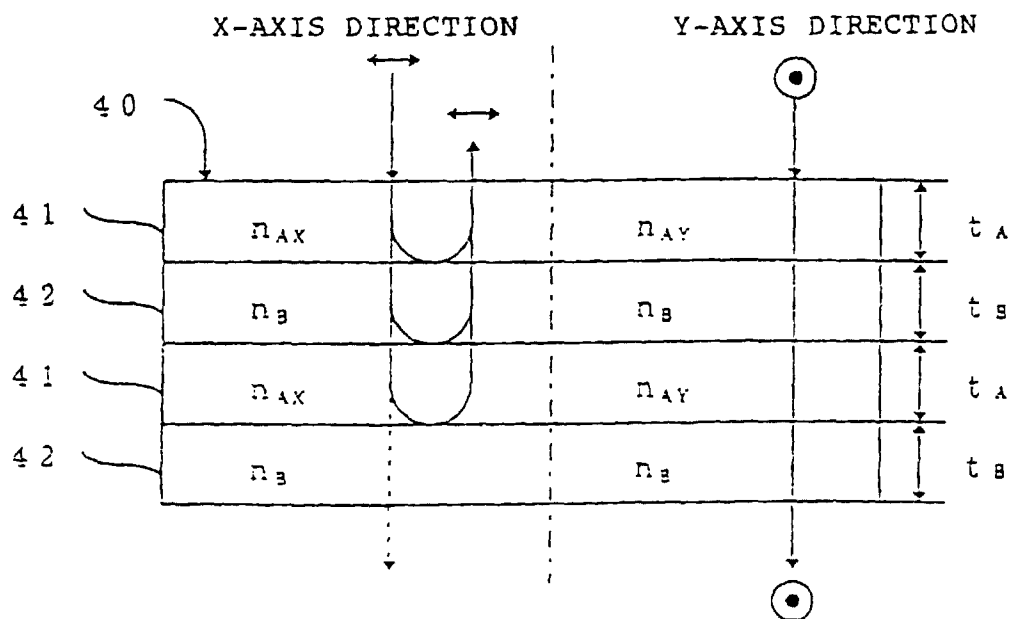 X-AXIS DIRECTION Y-AXIS DIRECTION
40
41 nAX nAY tA
42 nB nB tB
41 nAX nAY tA
42 nB nB tB